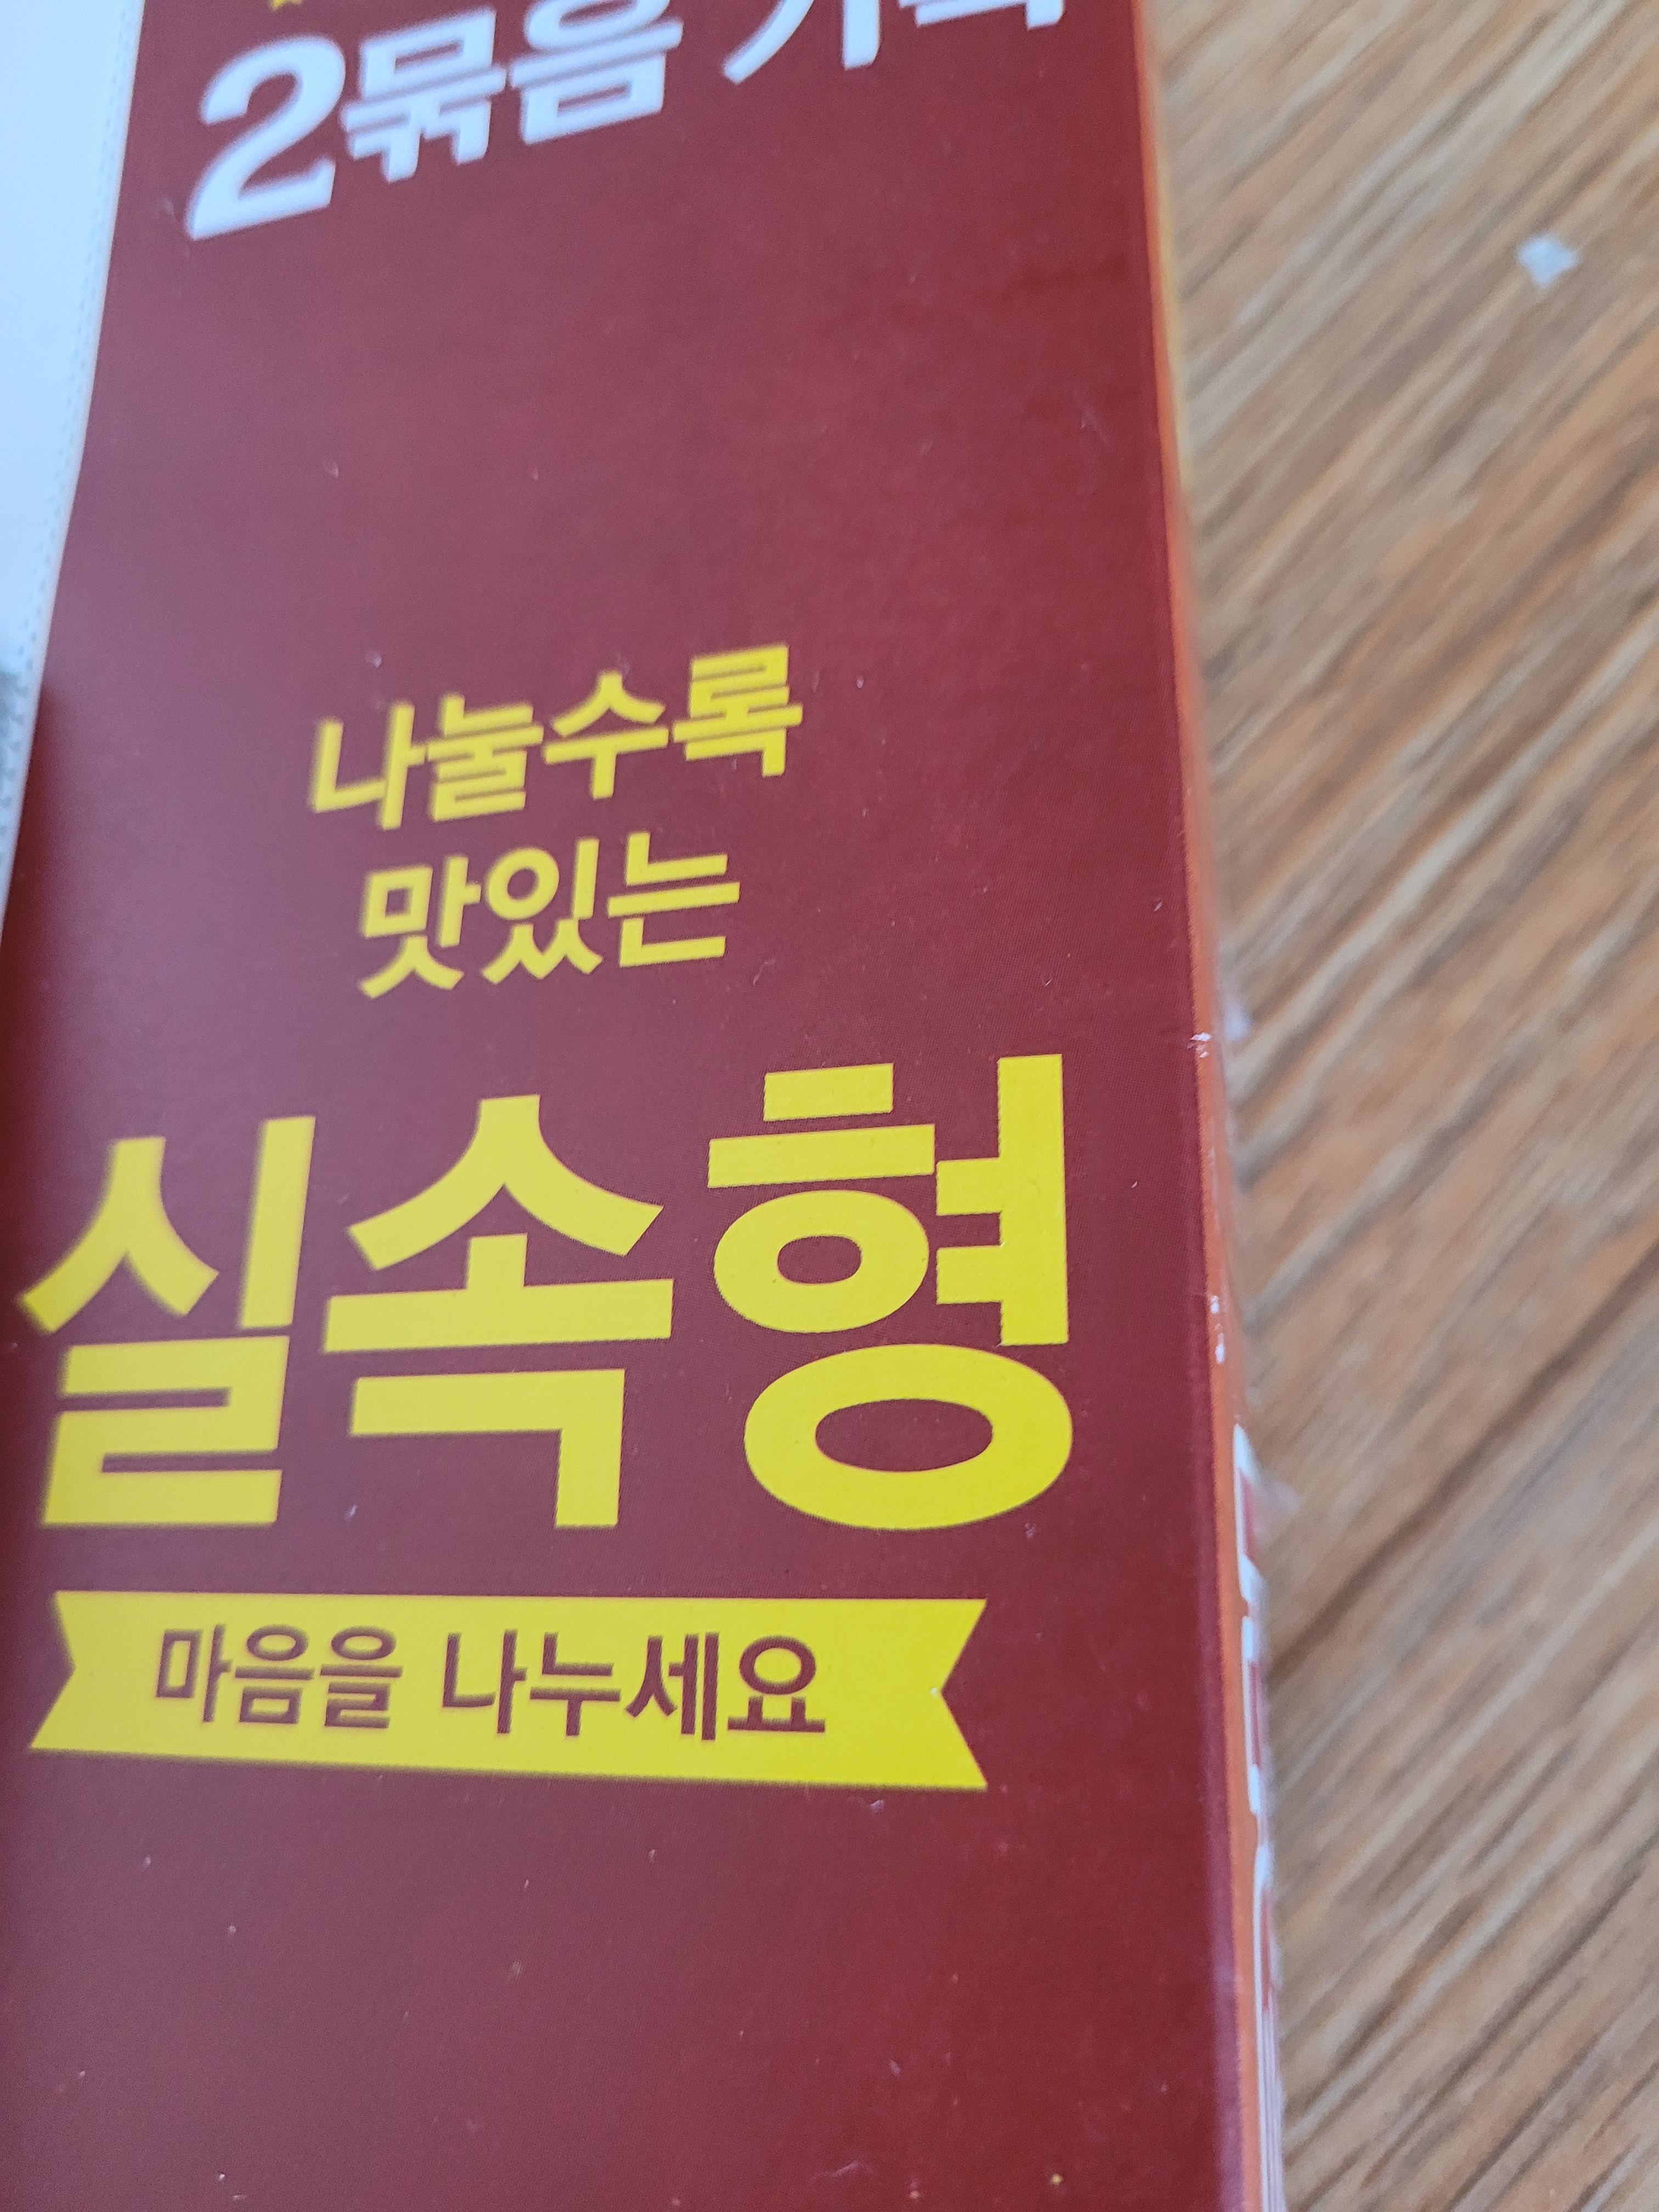 2묶음
나눌수록
맛있는
실속형
마음을 나누세요